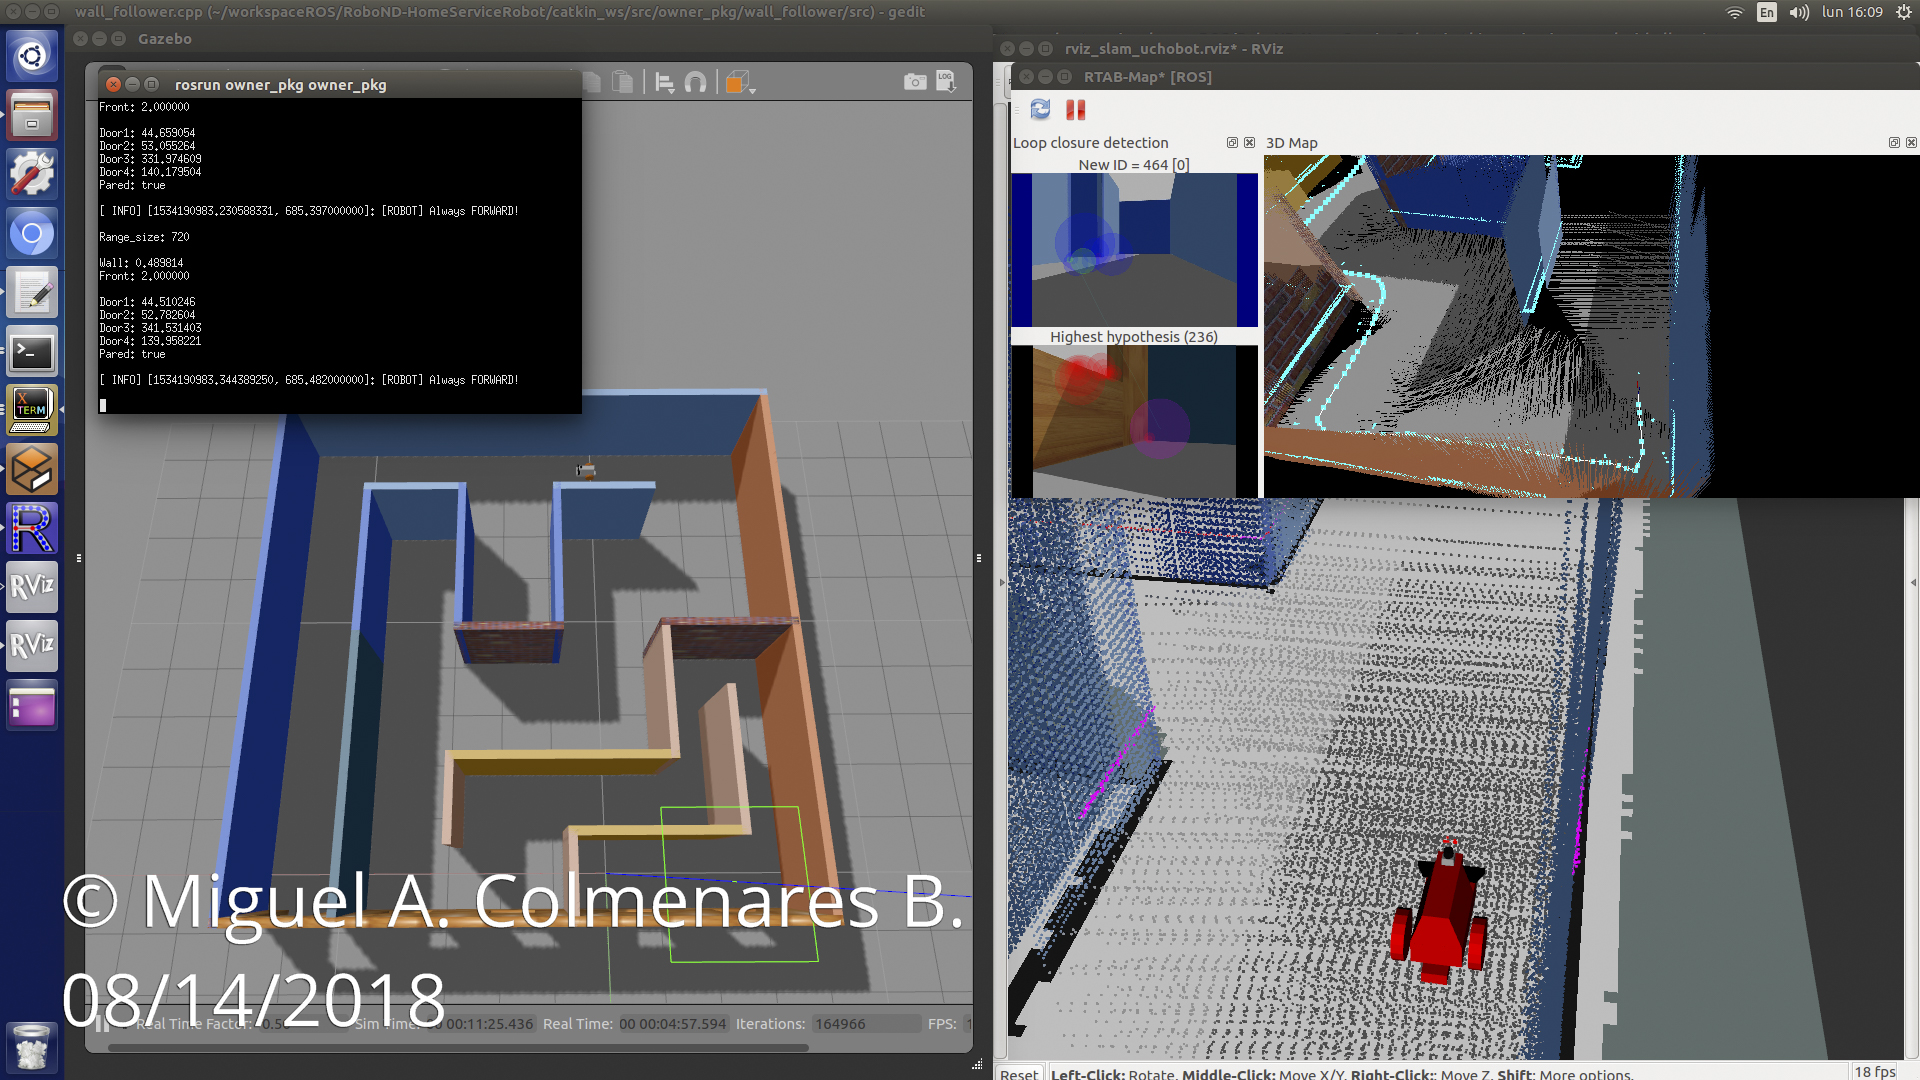 wall_follower.cpp (~/workspaceROS/RoboND-HomeServiceRobot/catkin_ws/src/owner_pkg/wall_follower/src) - gedit
En
lun 16:09
Gazebo
LOG
rosrun owner_pkg owner_pkg
Front: 2.000000
Door1: 44.659054
Door2: 53.055264
Door3: 331.974609
Door4: 140.179504
Pared: true
[ INFO] [1534190983.230588331, 685.397000000]: [ROBOT] Always FORWARD!
Range_size: 720
Wall: 0.489814
Front: 2.000000
Door1: 44.510246
Door2: 52.782604
Door3: 341.531403
Door4: 139.958221
Pared: true
[ INFO] [1534190983.344389250, 685.482000000]: [ROBOT] Always FORWARD!
X
TERM
R
RViz
RViz
rviz_slam_uchobot.rviz* - RViz
RTAB-Map* [ROS]
Loop closure detection
New ID = 464 [0]
Highest hypothesis (236)
3D Map
© Miguel A. Colmenares B.
08/14/2018
Real Time Factor:
Sim Time:
00:11:25.436
Real Time:
00 00:04:57.594
Iterations:
164966
FPS:
Reset
Left-Click: Rotate. Middle-Click: Move X/Y. Right-Click:: Move Z. Shift: More options.
18 fps